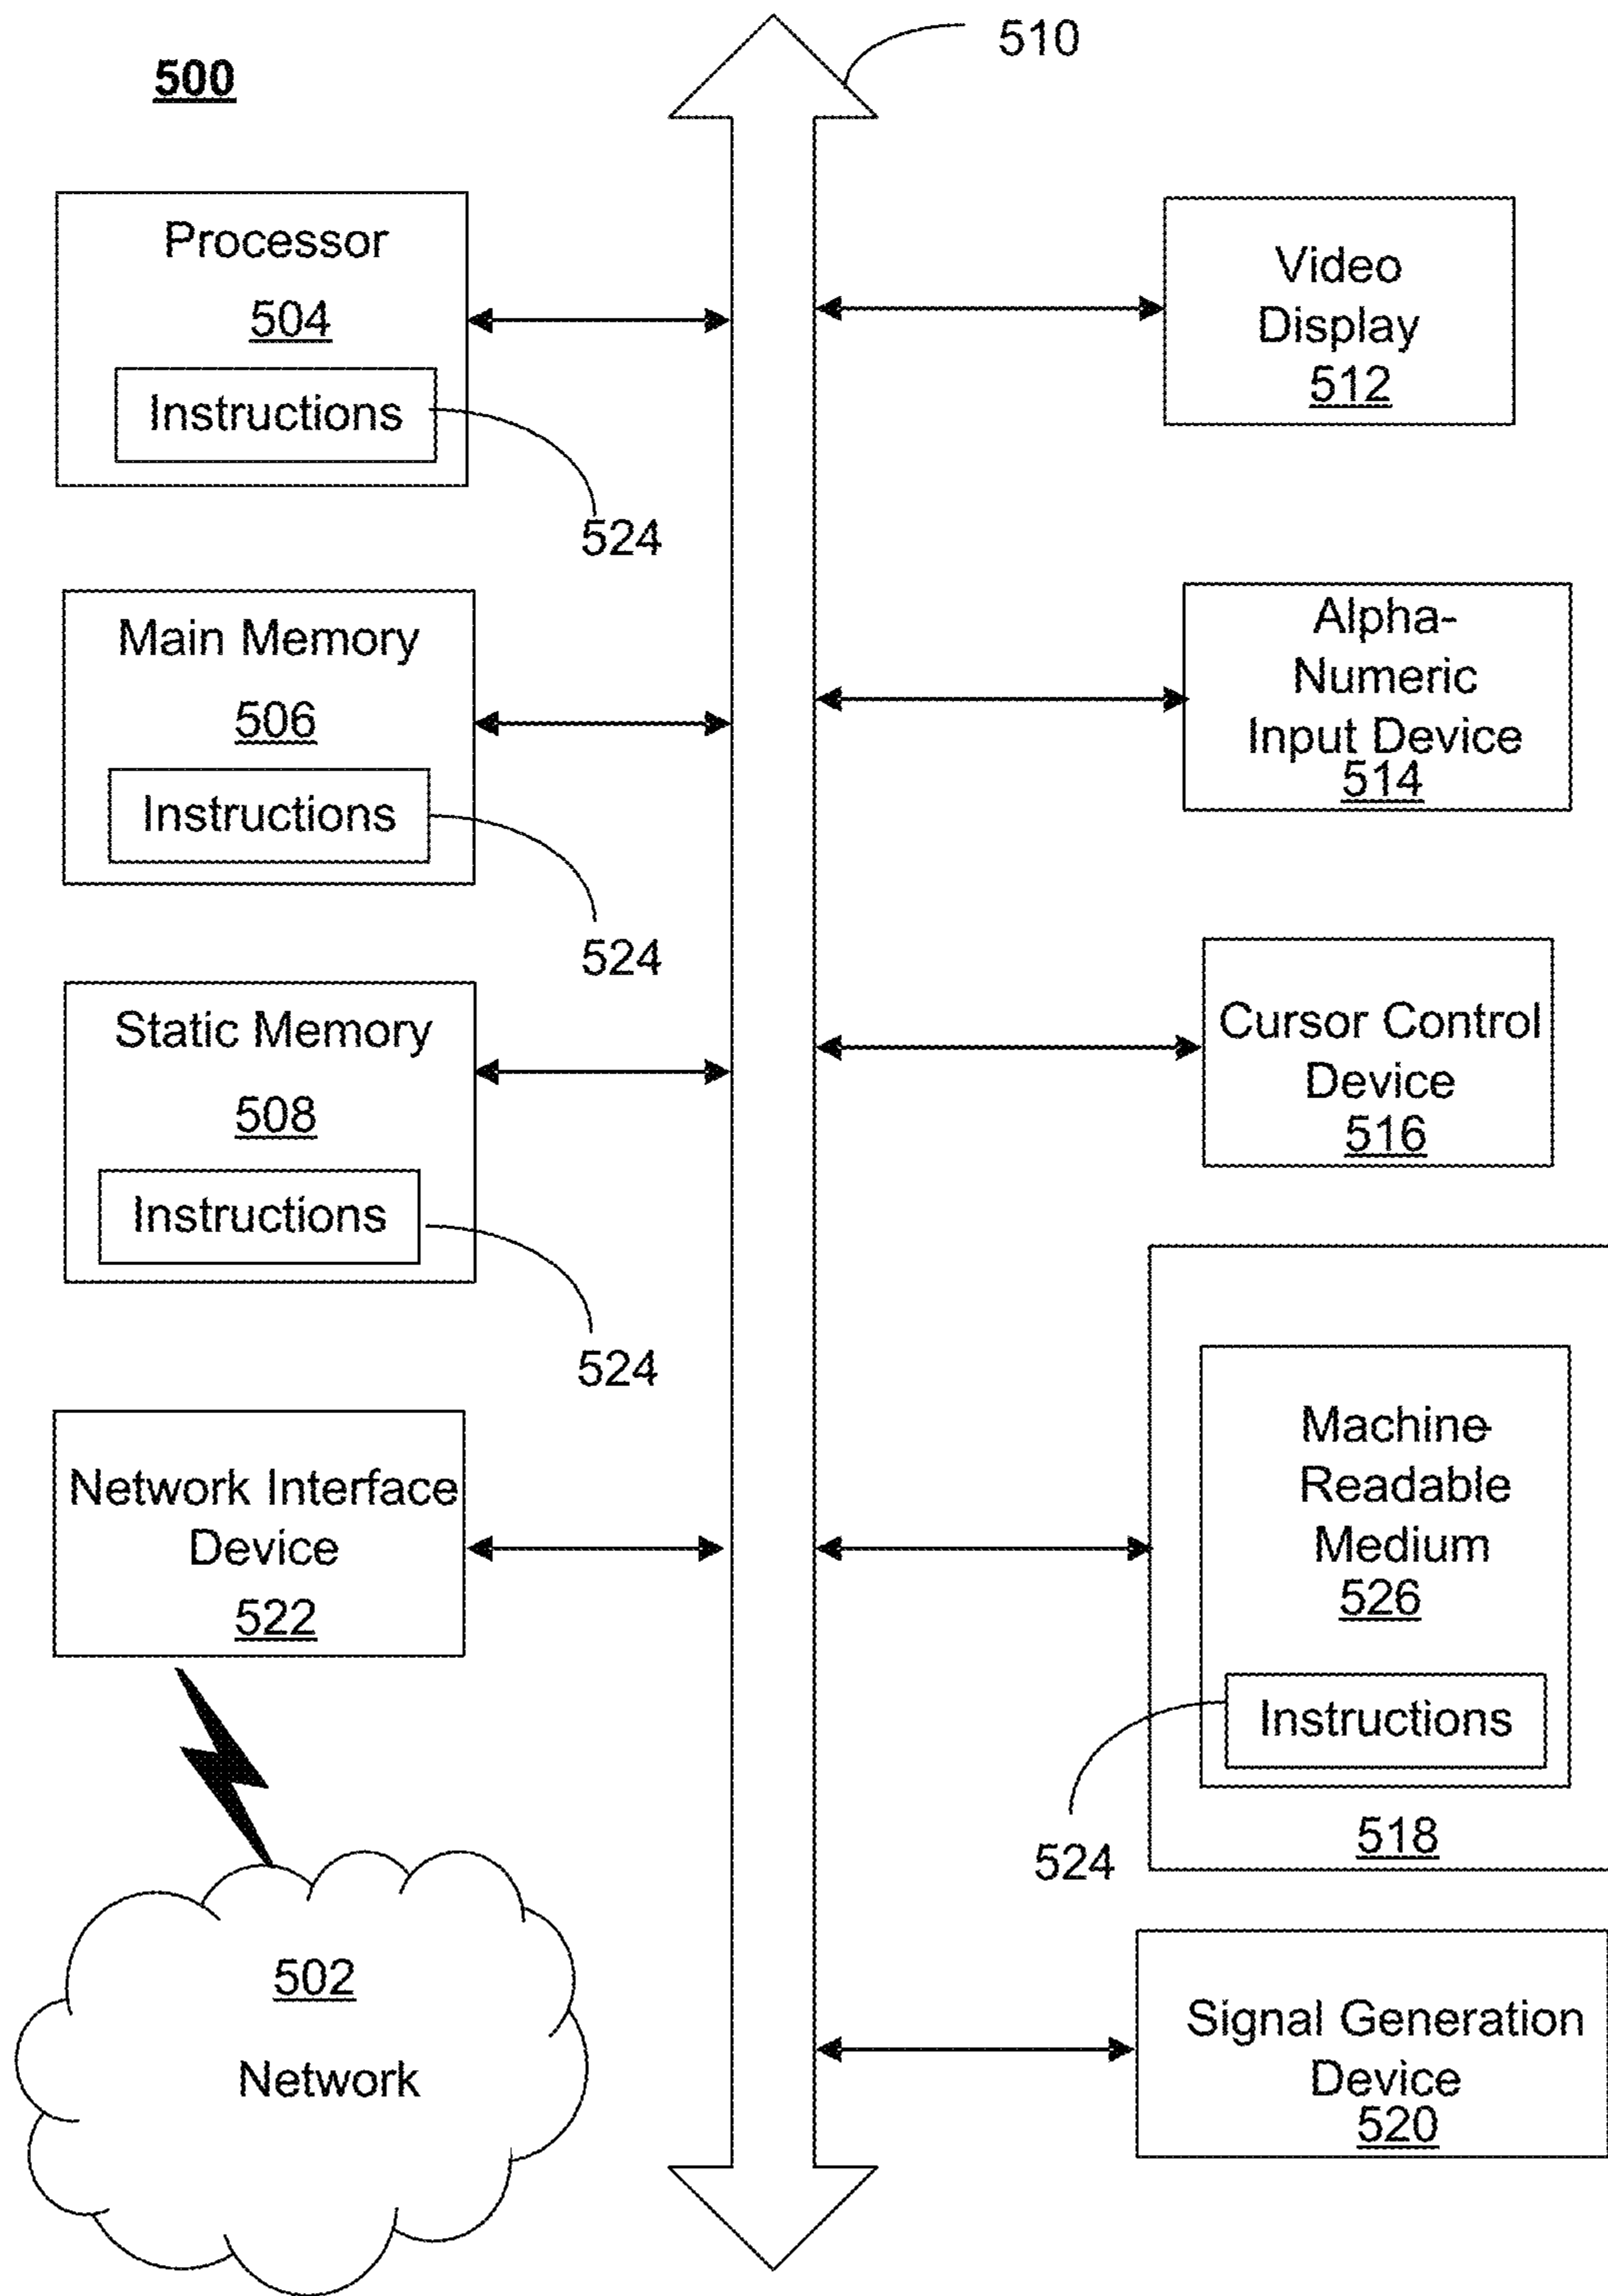 510
500
Processor
504
Instructions
524
Main Memory
506
Instructions
524
Static Memory
508
Instructions
524
Network Interface
Device
522
502
Network
Video
Display
512
Alpha-
Numeric
Input Device
514
Cursor Control
Device
516
Machine-
Readable
Medium
526
Instructions
524
518
Signal Generation
Device
520